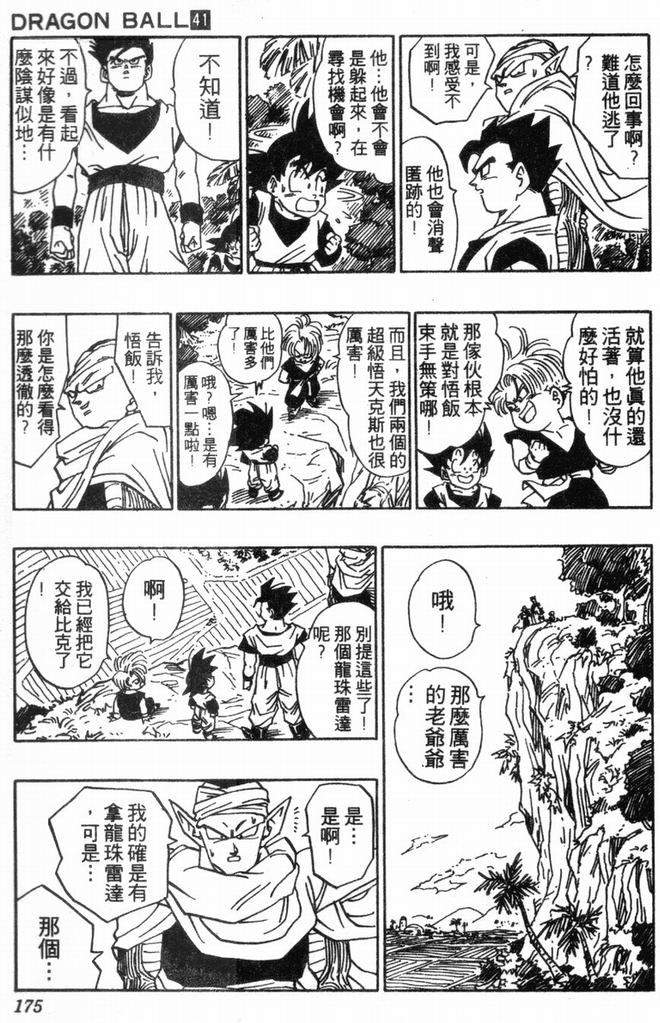 DRAGON BALL 41
怎麼回事啊?
難道他逃了
?
可是,
我感受不
到啊!
他也會消聲
匿跡的!
他…他會不會
是躲起來,在
尋找機會啊?
不知道!
不過,看起
來好像是有什
麼陰謀似地…
就算他真的還
活著,也沒什
麼好怕的!
那傢伙根本
就是對悟飯
束手無策哪!
而且,我們兩個的
超級悟天克斯也很
厲害!
比他們
厲害多
了!
哦?嗯…是有
厲害一點啦!
告訴我,
悟飯!
你是怎麼看得
那麼透徹的?
哦!
那麼厲害
的老爺爺
…
別提這些了!
那個龍珠雷達
呢?
啊!
我已經把它
交給比克了
!
是…
是啊!
我的確是有
拿龍珠雷達
,可是…
那個…
175